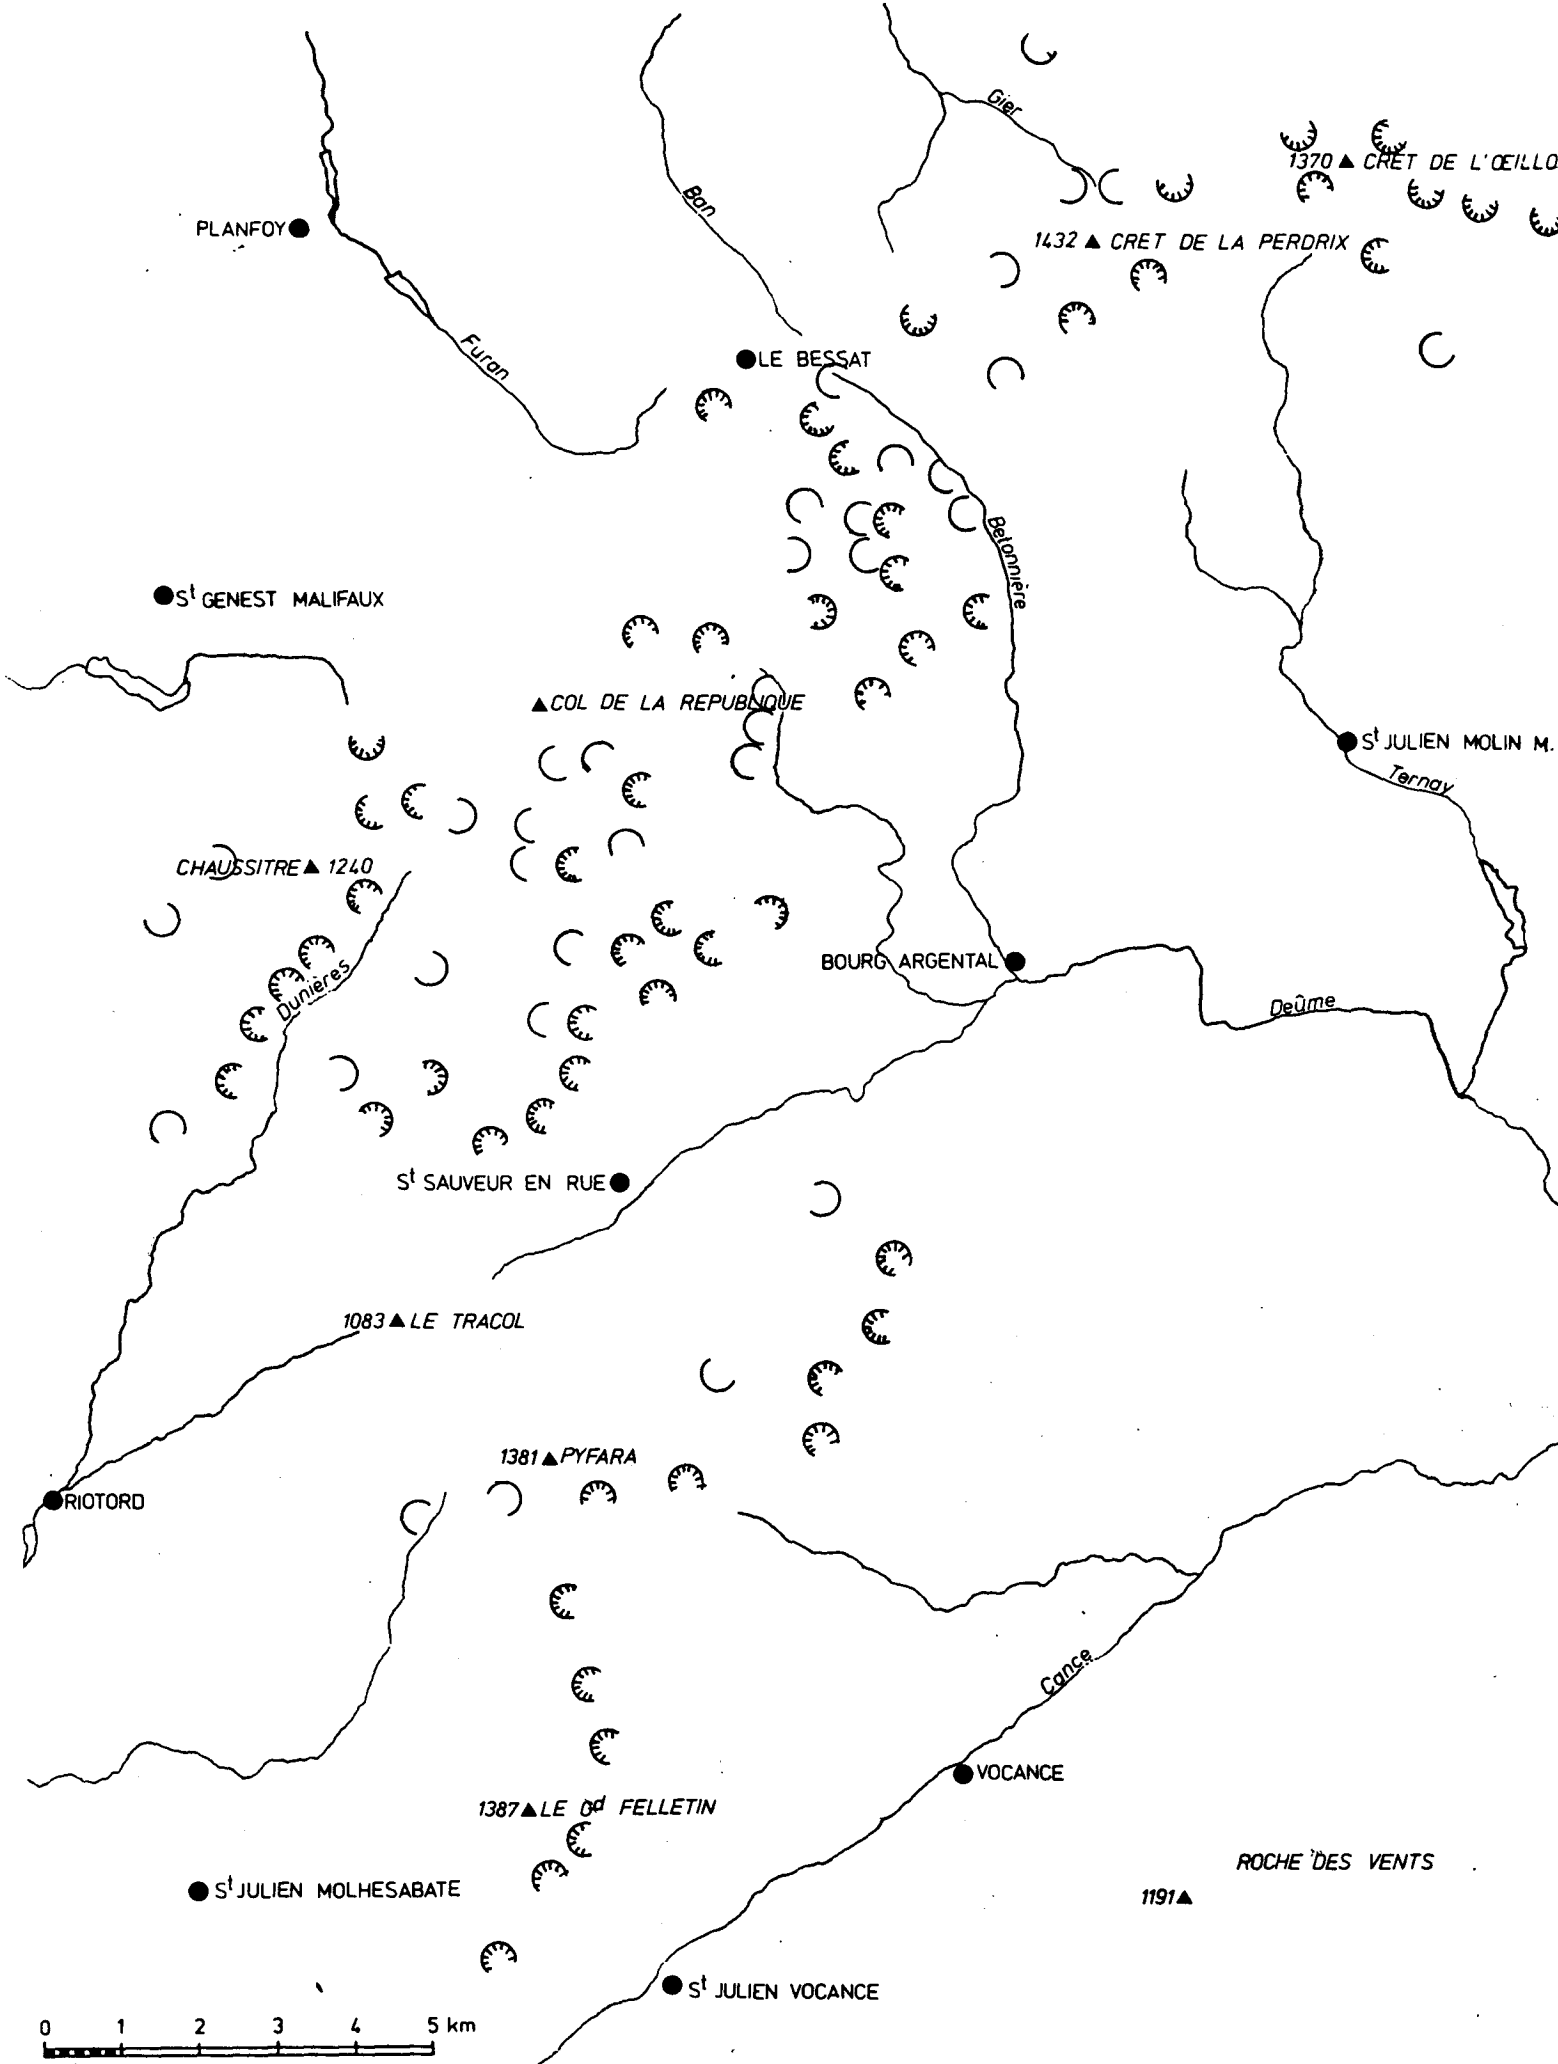 Gier
1370 ▲ CRET DE L'ŒILLO
Ban
PLANFOY
1432 ▲ CRET DE LA PERDRIX
Furan
LE BESSAT
Betonnière
St GENEST MALIFAUX
▲ COL DE LA REPUBLIQUE
St JULIEN MOLIN M.
Ternay
CHAUSSITRE ▲ 1240
BOURG ARGENTAL
Dunières
Deûme
St SAUVEUR EN RUE
1083 ▲ LE TRACOL
1381 ▲ PYFARA
RIOTORD
Cance
VOCANCE
1387 ▲ LE Gd FELLETIN
ROCHE DES VENTS
St JULIEN MOLHESABATE
1191 ▲
St JULIEN VOCANCE
0 1 2 3 4 5 km